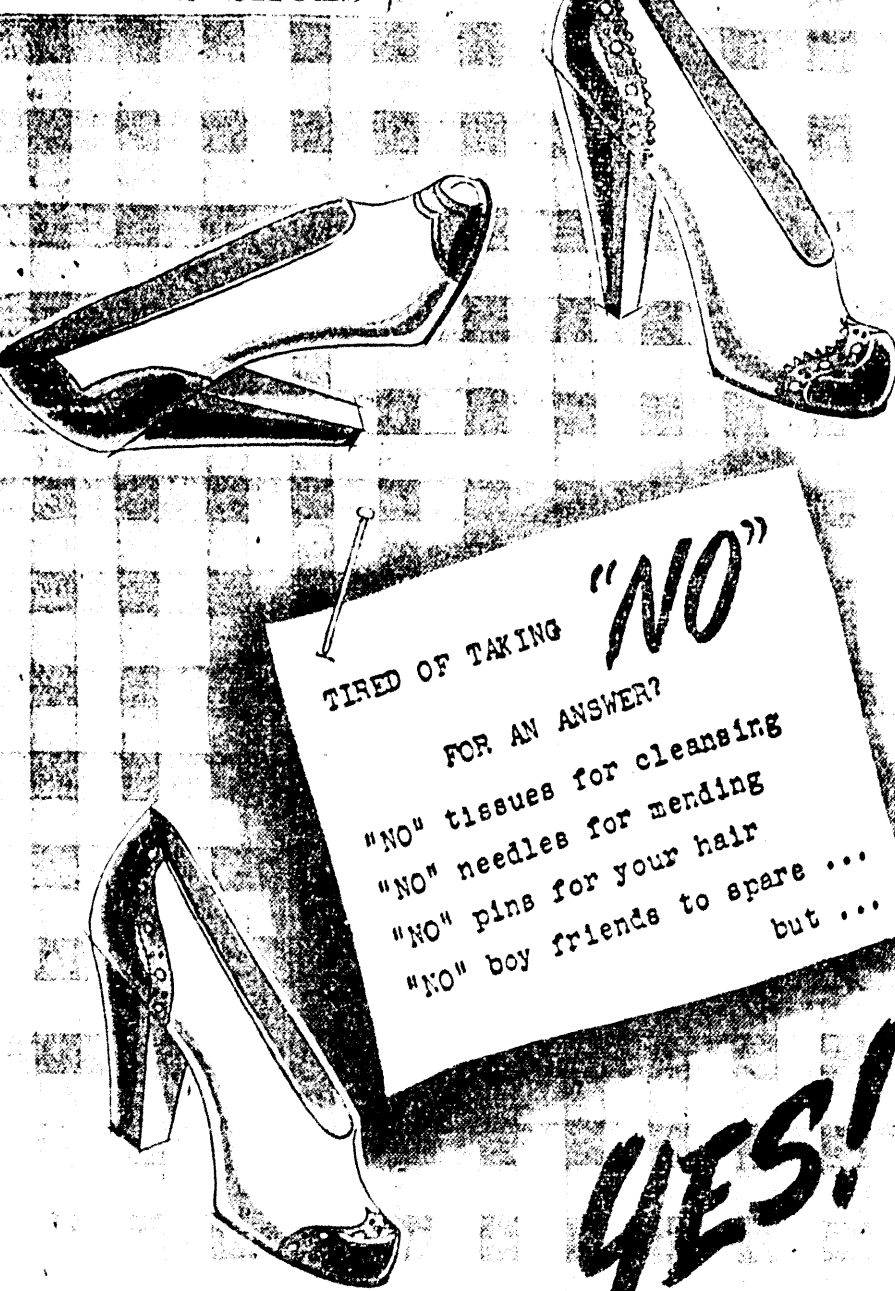 TIRED OF TAKING "NO"
FOR AN ANSWER?
"NO" tissues for cleansing
"NO" needles for mending
"NO" pins for your hair
"NO" boy friends to spare ...
but ...
YES!